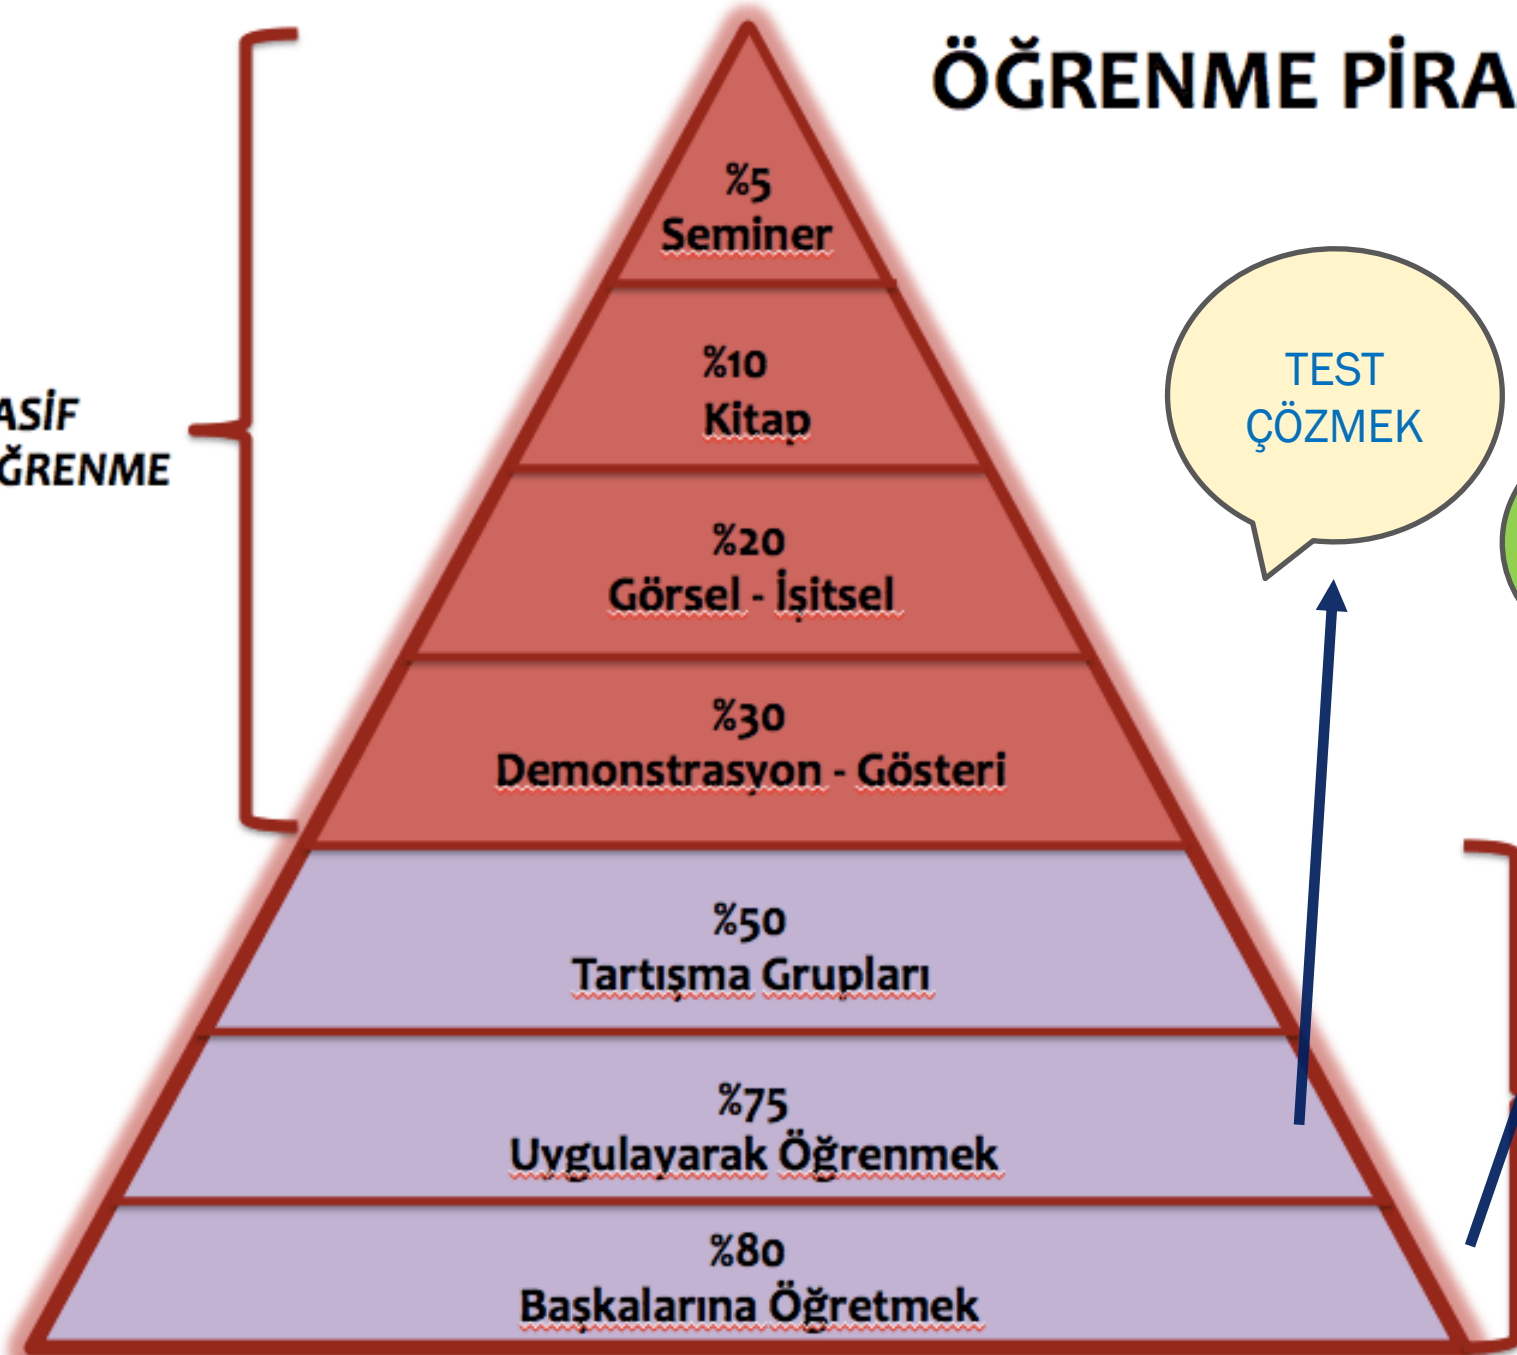 ÖĞRENME PİRA
%5
Seminer
%10
Kitap
%20
Görsel - İşitsel
%30
Demonstrasyon - Gösteri
%50
Tartışma Grupları
%75
Uygulayarak Öğrenmek
%80
Başkalarına Öğretmek
ASİF
ĞRENME
TEST
ÇÖZMEK